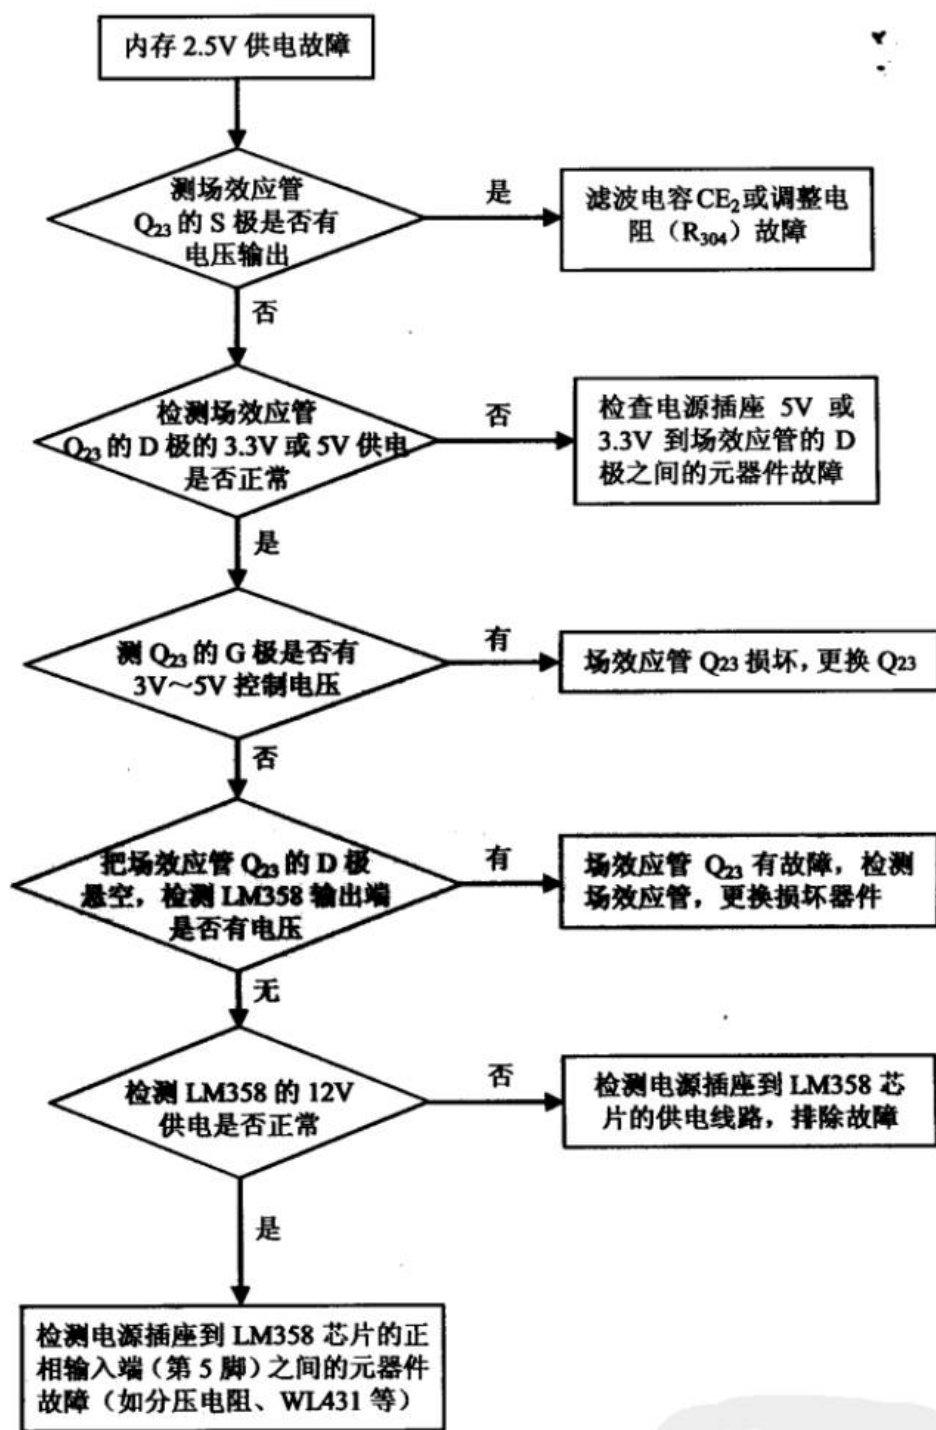 内存 2.5V 供电故障
测场效应管
Q₂₃ 的 S 极是否有
电压输出
是
滤波电容CE₂或调整电
阻（R₃₀₄）故障
否
检测场效应管
Q₂₃ 的 D 极的 3.3V 或 5V 供电
是否正常
否
检查电源插座 5V 或
3.3V 到场效应管的 D
极之间的元器件故障
是
测 Q₂₃ 的 G 极是否有
3V～5V 控制电压
有
场效应管 Q23 损坏，更换 Q23
否
把场效应管 Q₂₃ 的 D 极
悬空，检测 LM358 输出端
是否有电压
有
场效应管 Q₂₃ 有故障，检测
场效应管，更换损坏器件
无
检测 LM358 的 12V
供电是否正常
否
检测电源插座到 LM358 芯
片的供电线路，排除故障
是
检测电源插座到 LM358 芯片的正
相输入端（第 5 脚）之间的元器件
故障（如分压电阻、WL431 等）